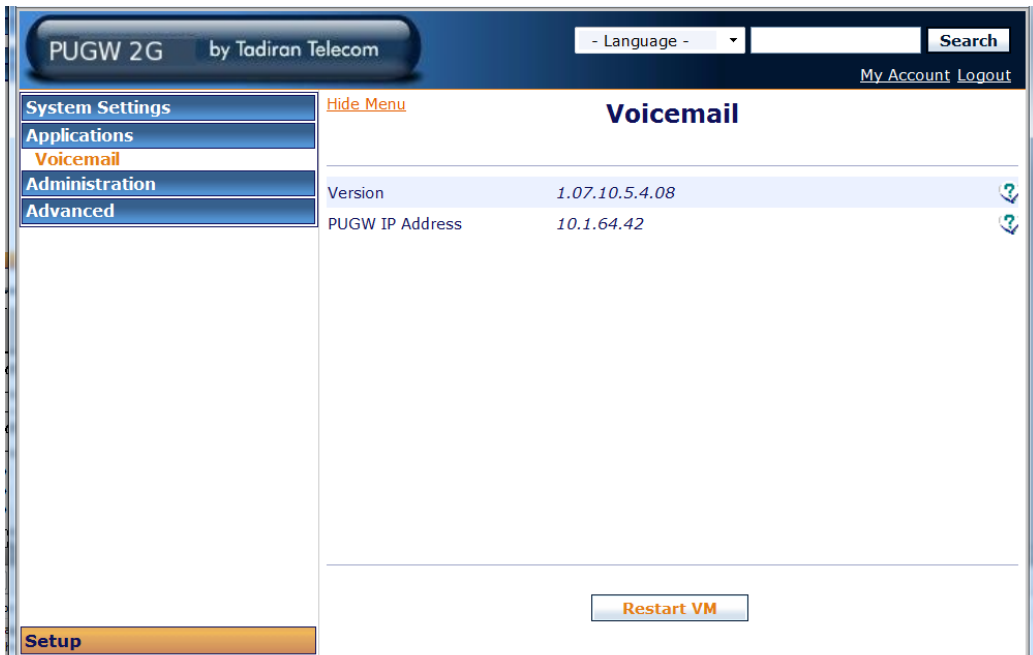 PUGW 2G by Tadiran Telecom
- Language -
Search
My Account Logout
System Settings
Applications
Voicemail
Administration
Advanced
Setup
Hide Menu
Voicemail
Version 1.07.10.5.4.08
PUGW IP Address 10.1.64.42
Restart VM